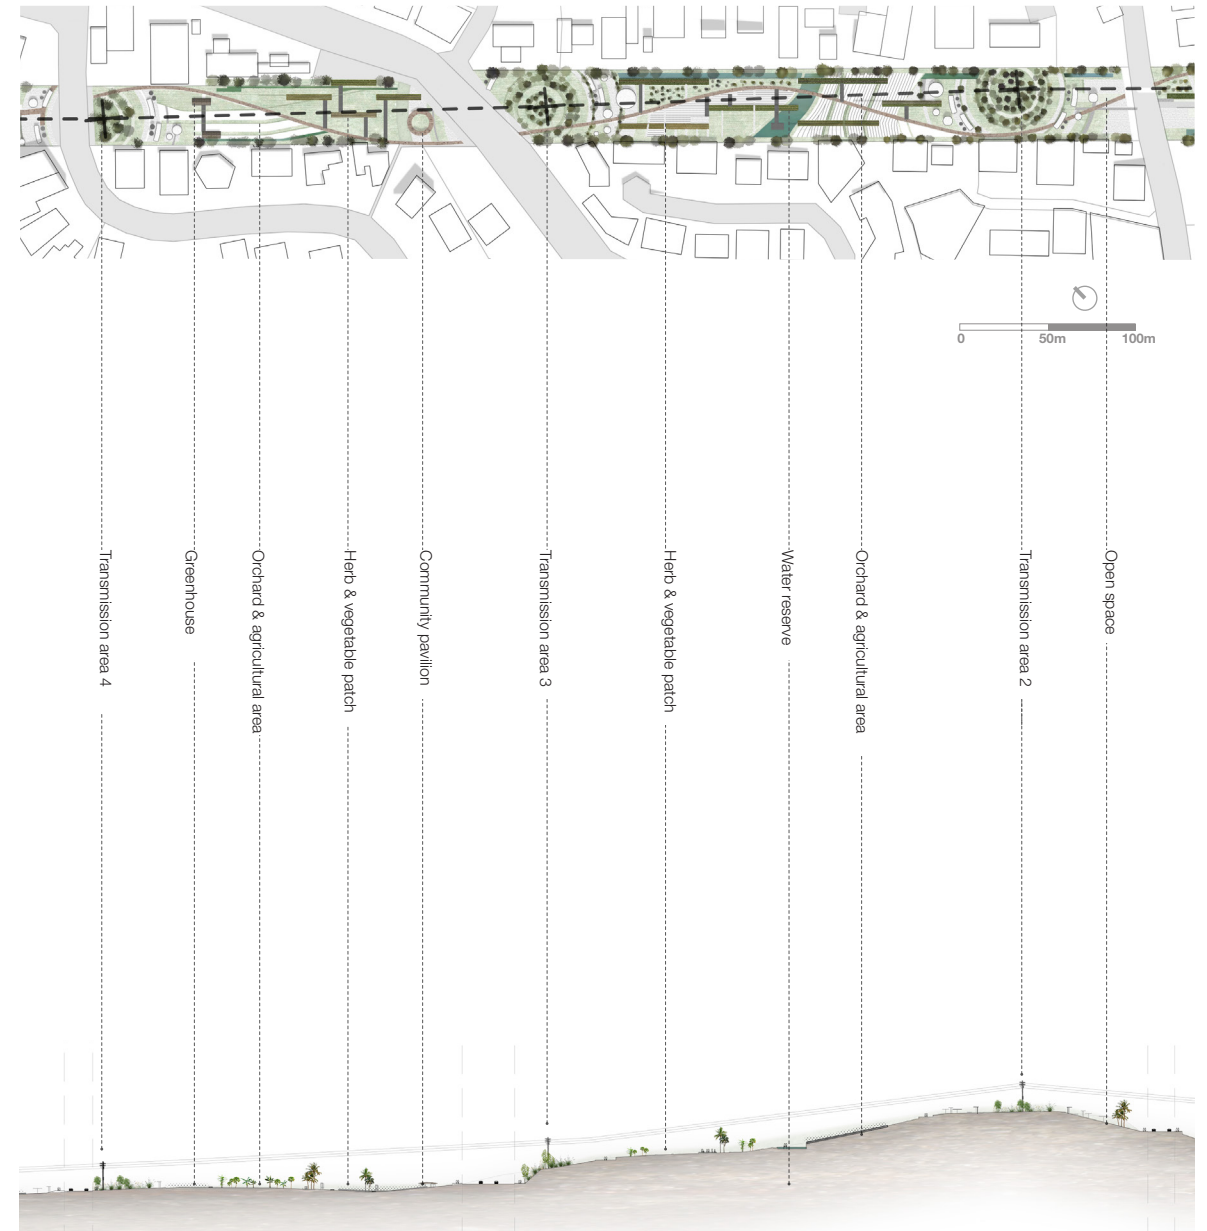 0 50m 100m
Transmission area 4
Greenhouse
Orchard & agricultural area
Herb & vegetable patch
Community pavilion
Transmission area 3
Herb & vegetable patch
Water reserve
Orchard & agricultural area
Transmission area 2
Open space